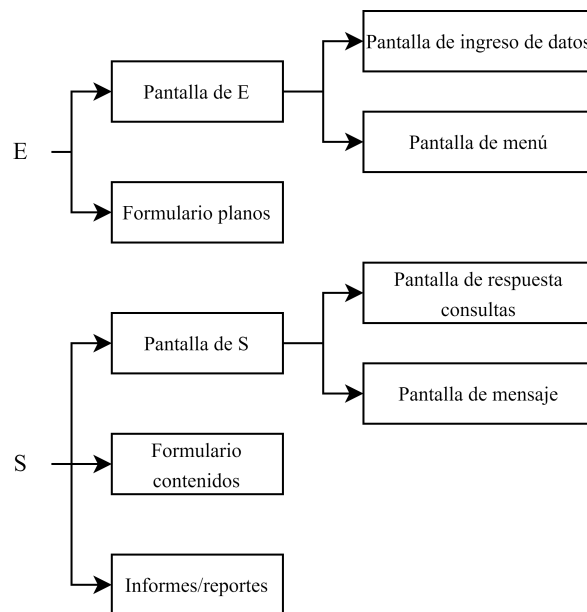 Pantalla de ingreso de datos
Pantalla de E
Pantalla de menú
E
Formulario planos
Pantalla de respuesta
consultas
Pantalla de S
Pantalla de mensaje
S
Formulario
contenidos
Informes/reportes